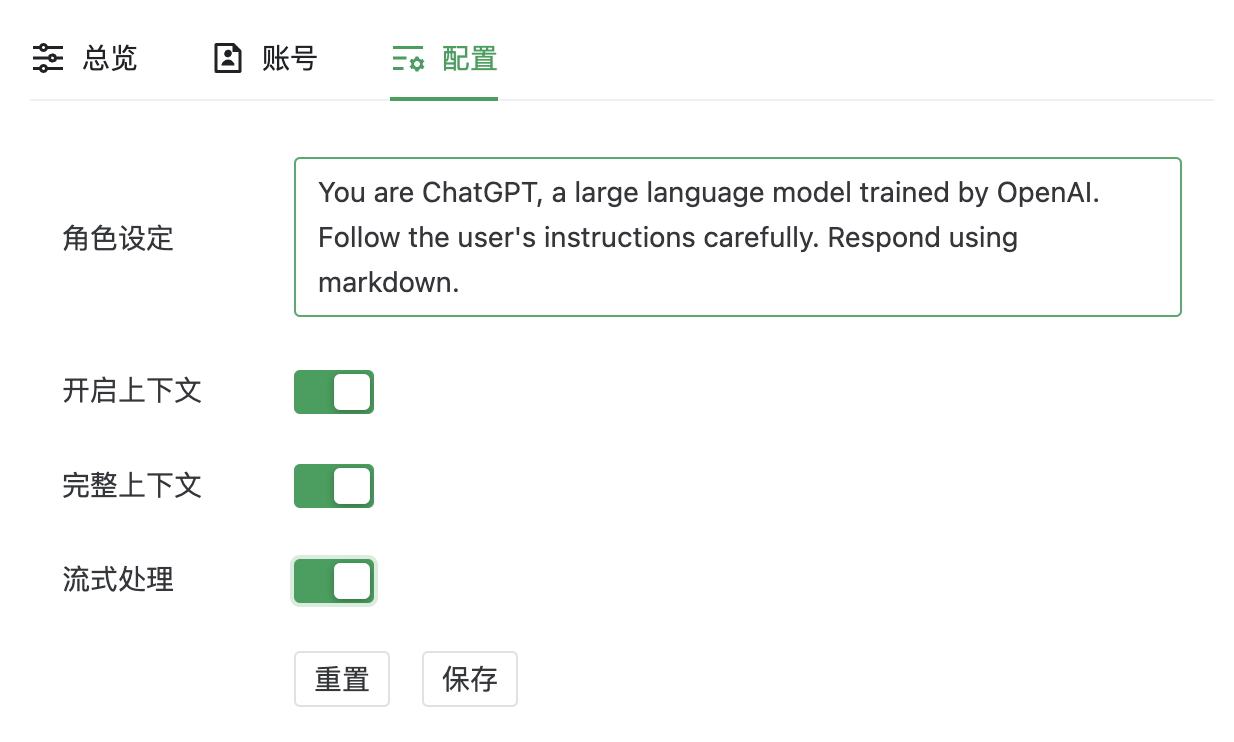 总览
账号
配置
角色设定
You are ChatGPT, a large language model trained by OpenAI.
Follow the user's instructions carefully. Respond using
markdown.
开启上下文
完整上下文
流式处理
重置
保存